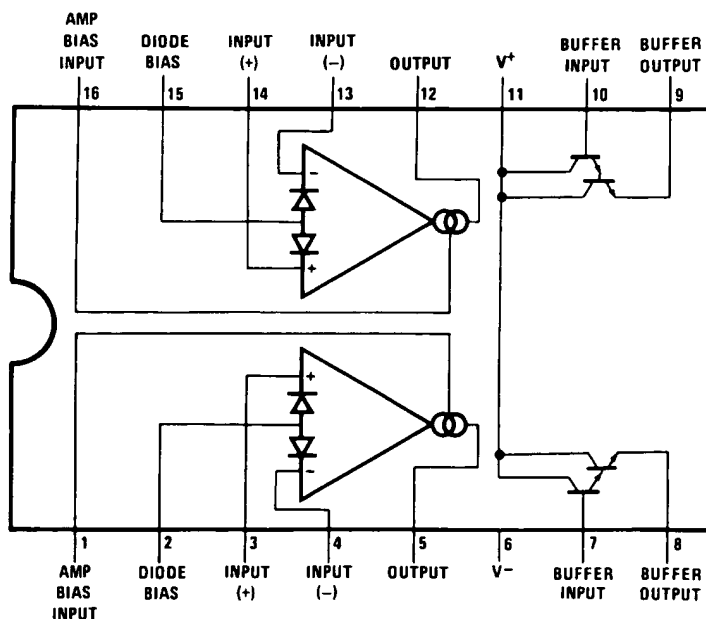 AMP
BIAS
INPUT
DIODE
BIAS
INPUT
(+)
INPUT
(−)
OUTPUT
V+
BUFFER
INPUT
BUFFER
OUTPUT
16
15
14
13
12
11
10
9
−
+
+
−
1
2
3
4
5
6
7
8
AMP
BIAS
INPUT
DIODE
BIAS
INPUT
(+)
INPUT
(−)
OUTPUT
V−
BUFFER
INPUT
BUFFER
OUTPUT